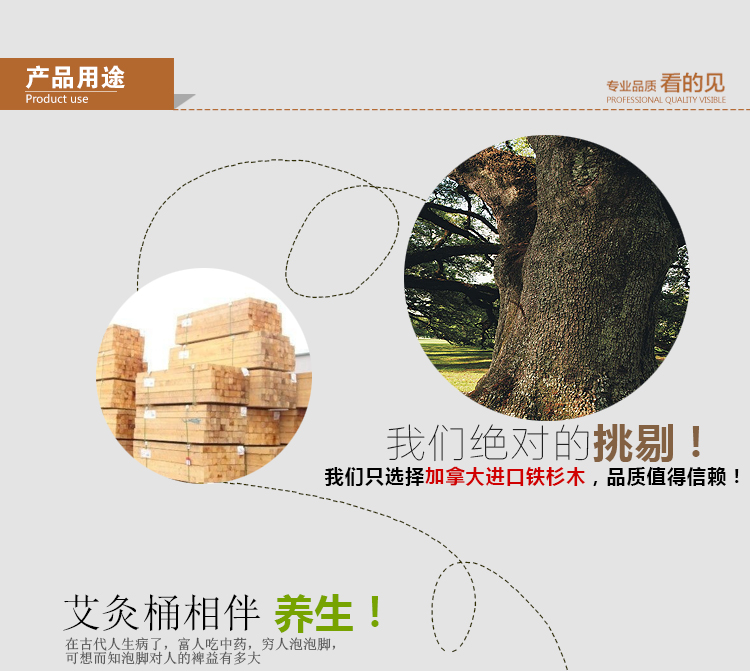 产品用途
Product use
专业品质 看的见
PROFESSIONAL QUALITY VISIBLE
我们绝对的挑剔！
我们只选择加拿大进口铁杉木，品质值得信赖！
艾灸桶相伴 养生！
在古代人生病了，富人吃中药，穷人泡泡脚，
可想而知泡脚对人的裨益有多大